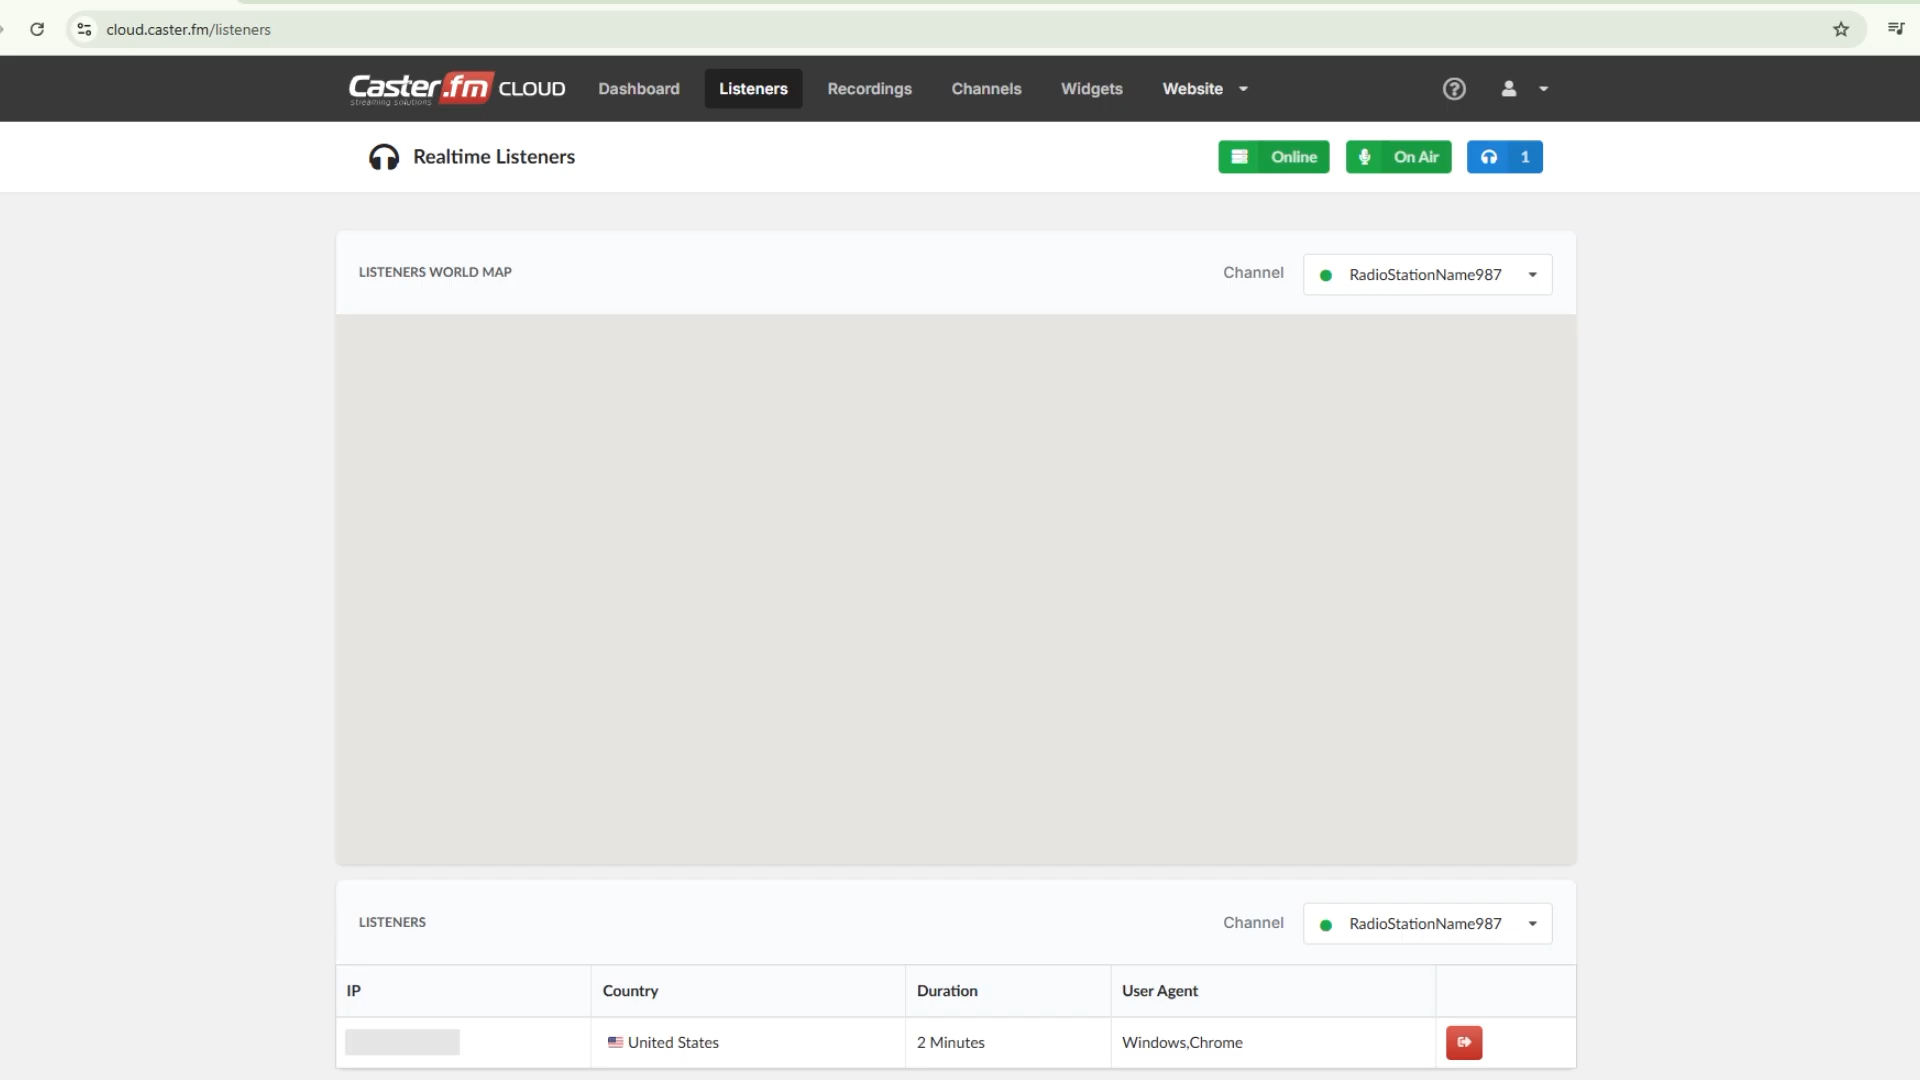 cloud.caster.fm/listeners
Caster.fm CLOUD
streaming solutions
Dashboard
Listeners
Recordings
Channels
Widgets
Website
Realtime Listeners
Online
On Air
1
LISTENERS WORLD MAP
Channel
RadioStationName987
LISTENERS
Channel
RadioStationName987
IP Country Duration User Agent
United States 2 Minutes Windows,Chrome